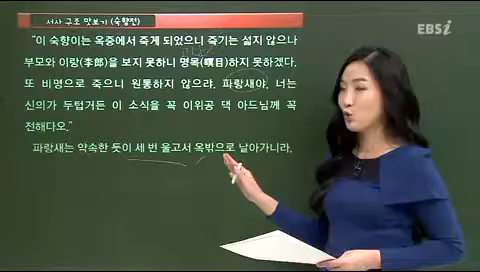 서사 구조 맛보기 (숙향전)
EBSi
"이 숙향이는 옥중에서 죽게 되었으니 죽기는 설지 않으나
부모와 이랑(李郞)을 보지 못하니 명목(瞑目)하지 못하겠다.
또 비명으로 죽으니 원통하지 않으랴. 파랑새야, 너는
신의가 두텁거든 이 소식을 꼭 이위공 댁 아드님께 꼭
전해다오."
파랑새는 약속한 듯이 세 번 울고서 옥밖으로 날아가니라.